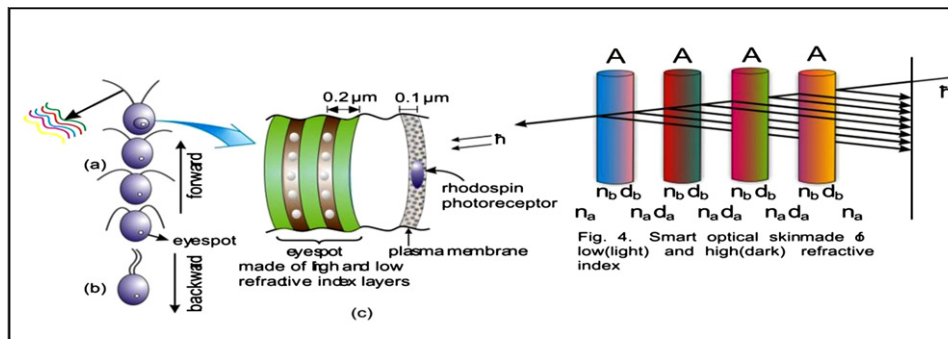 (a)
forward
eyespot
(b)
backward
0.2 µm
0.1 µm
ħ
rhodospin
photoreceptor
eyespot
plasma membrane
made of high and low
refractive index layers
(c)
A A A A
ħ
n_b d_b n_b d_b n_b d_b n_b d_b
n_a n_a d_a n_a d_a n_a d_a n_a
Fig. 4. Smart optical skinmade of
low(light) and high(dark) refractive
index